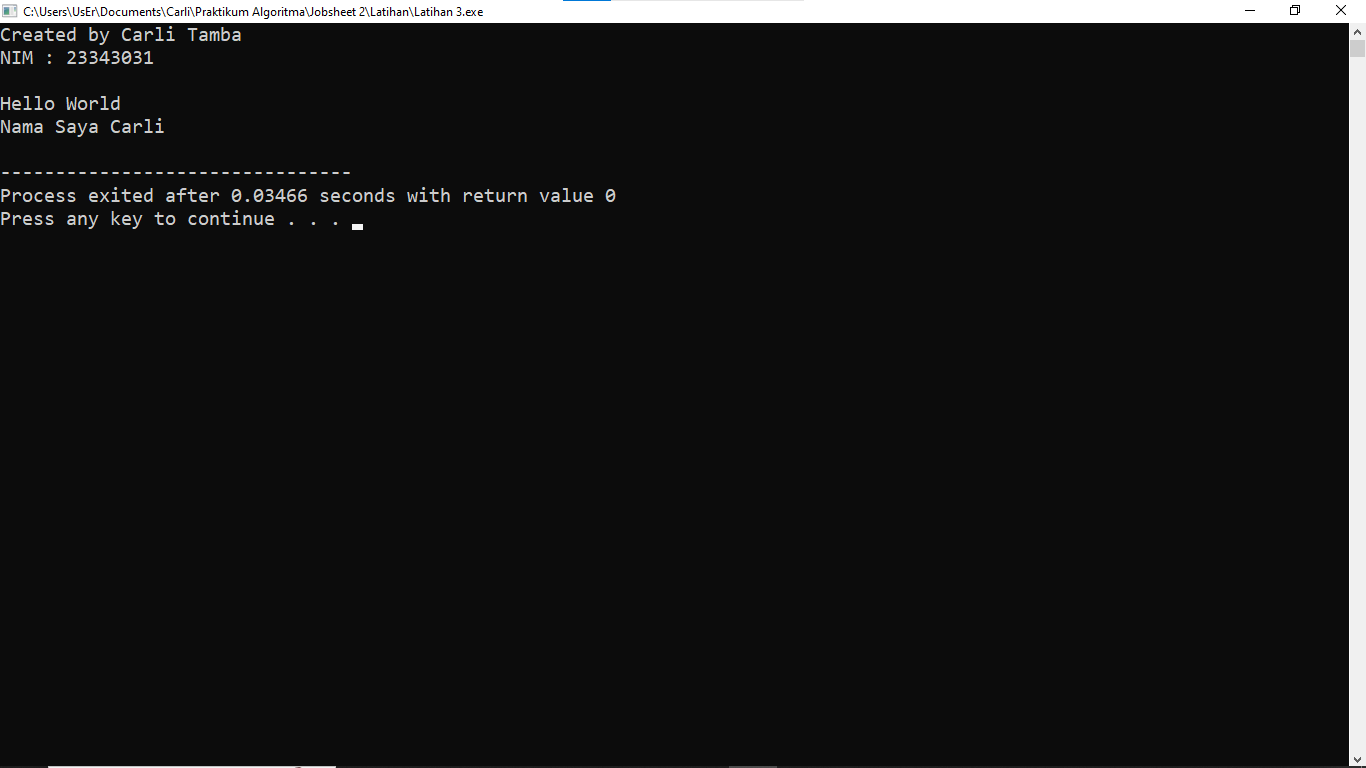 C:\Users\UsEr\Documents\Carli\Praktikum Algoritma\Jobsheet 2\Latihan\Latihan 3.exe
Created by Carli Tamba
NIM : 23343031
Hello World
Nama Saya Carli
--------------------------------
Process exited after 0.03466 seconds with return value 0
Press any key to continue . . .